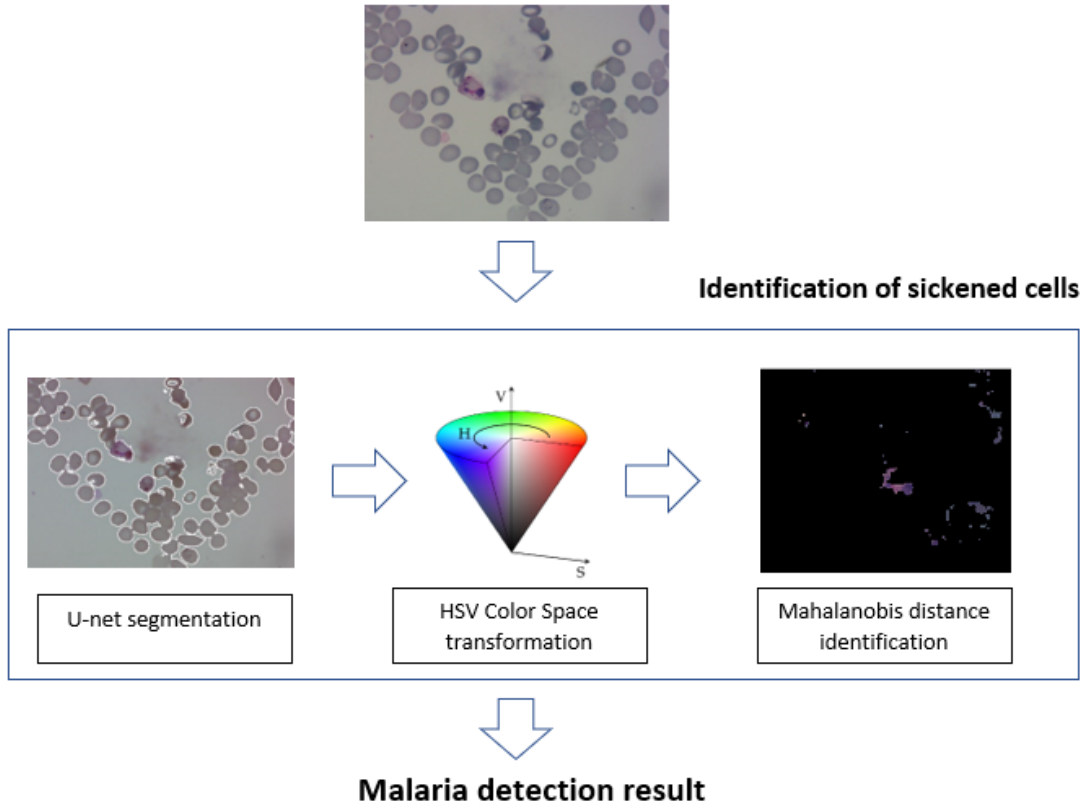 Identification of sickened cells
V
H
S
U-net segmentation
HSV Color Space
transformation
Mahalanobis distance
identification
Malaria detection result